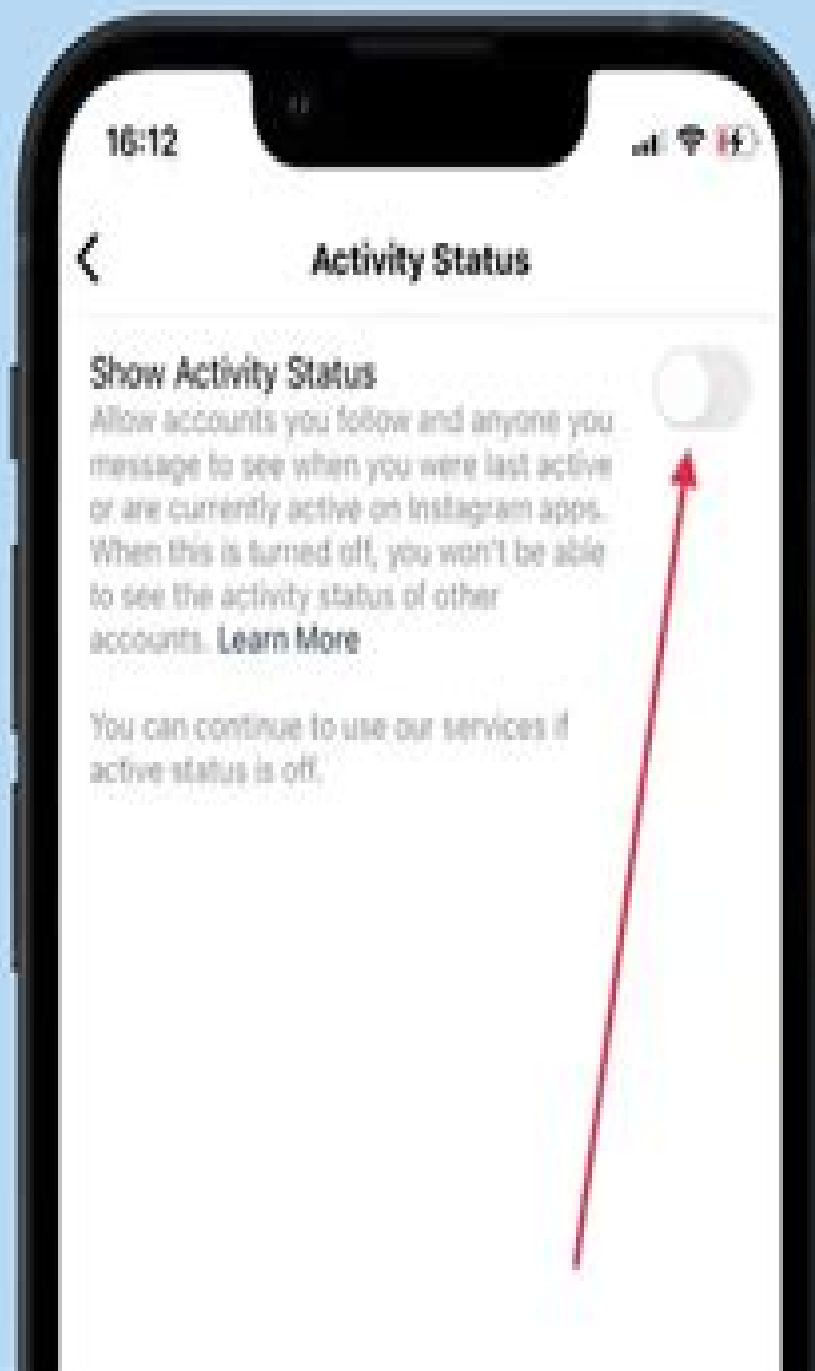 16:12
Activity Status
Show Activity Status
Allow accounts you follow and anyone you
message to see when you were last active
or are currently active on Instagram apps.
When this is turned off, you won't be able
to see the activity status of other
accounts. Learn More
You can continue to use our services if
active status is off.